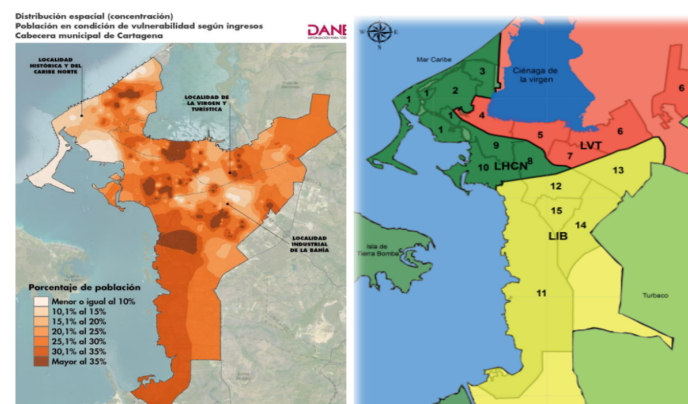 Distribución espacial (concentración)
Población en condición de vulnerabilidad según ingresos
Cabecera municipal de Cartagena
DANE
LOCALIDAD
HISTÓRICA Y DEL
CARIBE NORTE
LOCALIDAD DE
LA VIRGEN Y
TURÍSTICA
LOCALIDAD
INDUSTRIAL
DE LA BAHÍA
Porcentaje de población
Menor o igual al 10%
10,1% al 15%
15,1% al 20%
20,1% al 25%
25,1% al 30%
30,1% al 35%
Mayor al 35%
N
W
E
S
Mar Caribe
Ciénaga de
la virgen
3
2
1
1
1
1
4
5
6
6
7
LVT
9
8
10
LHCN
13
12
15
14
LIB
11
Isla de
Tierra Bomba
Turbaco